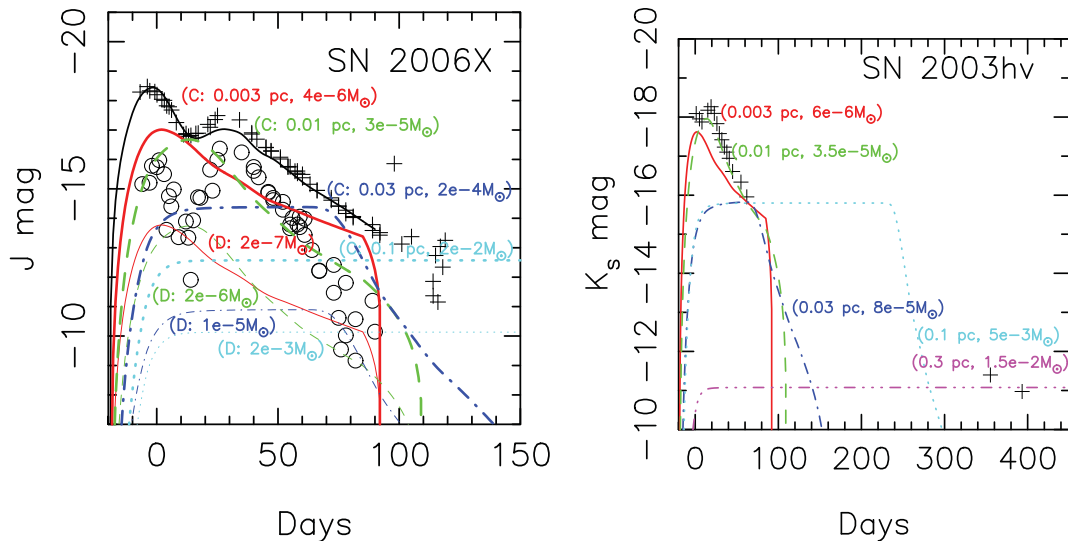 SN 2006X
(C: 0.003 pc, 4e-6M⊙)
(C: 0.01 pc, 3e-5M⊙)
(C: 0.03 pc, 2e-4M⊙)
(C: 0.1 pc, 2e-2M⊙)
(D: 2e-7M⊙)
(D: 2e-6M⊙)
(D: 1e-5M⊙)
(D: 2e-3M⊙)
J mag
−20
−15
−10
0
50
100
150
Days
SN 2003hv
(0.003 pc, 6e-6M⊙)
(0.01 pc, 3.5e-5M⊙)
(0.03 pc, 8e-5M⊙)
(0.1 pc, 5e-3M⊙)
(0.3 pc, 1.5e-2M⊙)
Ks mag
−20
−18
−16
−14
−12
−10
0
100
200
300
400
Days